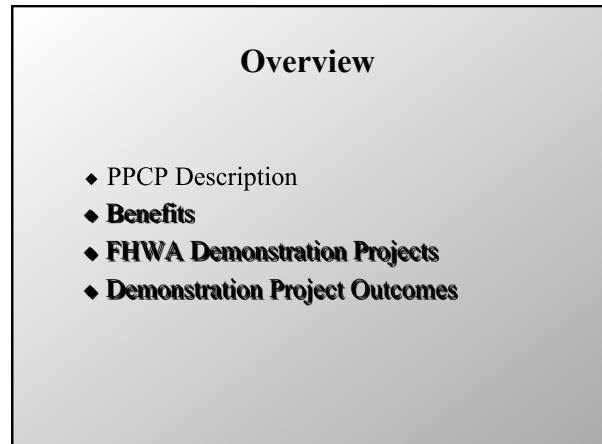 Overview
◆ PPCP Description
◆ Benefits
◆ FHWA Demonstration Projects
◆ Demonstration Project Outcomes